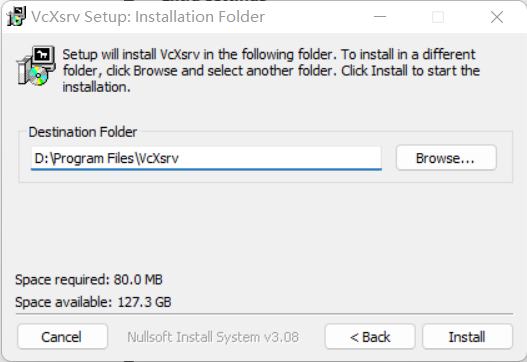 VcXsrv Setup: Installation Folder
Setup will install VcXsrv in the following folder. To install in a different
folder, click Browse and select another folder. Click Install to start the
installation.
Destination Folder
D:\Program Files\VcXsrv
Browse...
Space required: 80.0 MB
Space available: 127.3 GB
Cancel
Nullsoft Install System v3.08
< Back
Install